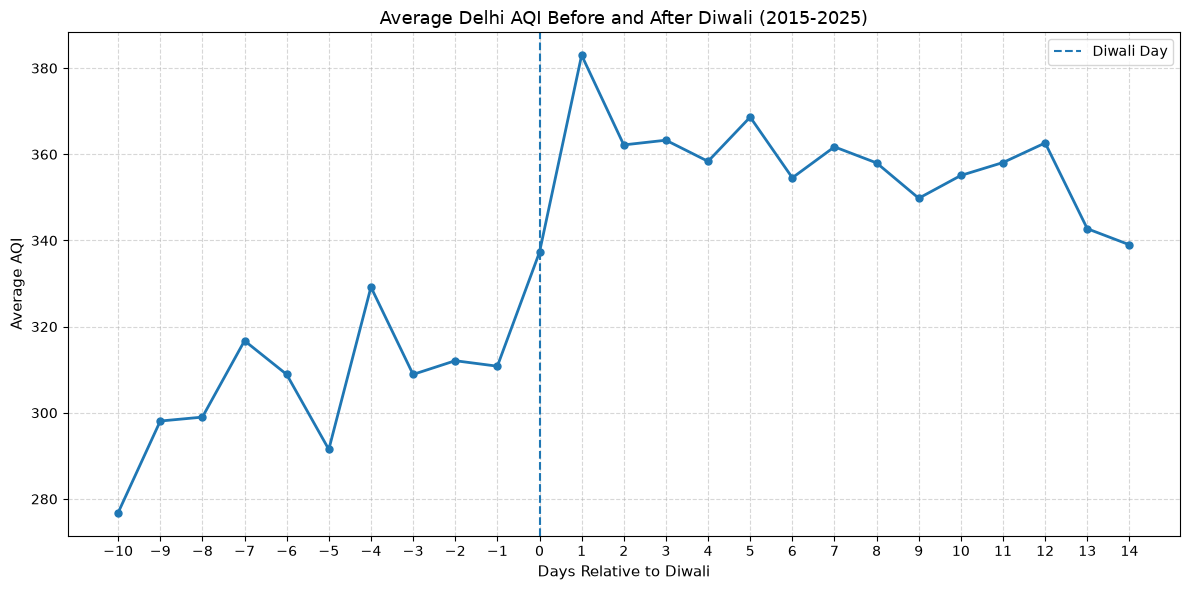 Average Delhi AQI Before and After Diwali (2015-2025)
Diwali Day
380
360
340
320
300
280
Average AQI
−10 −9 −8 −7 −6 −5 −4 −3 −2 −1 0 1 2 3 4 5 6 7 8 9 10 11 12 13 14
Days Relative to Diwali